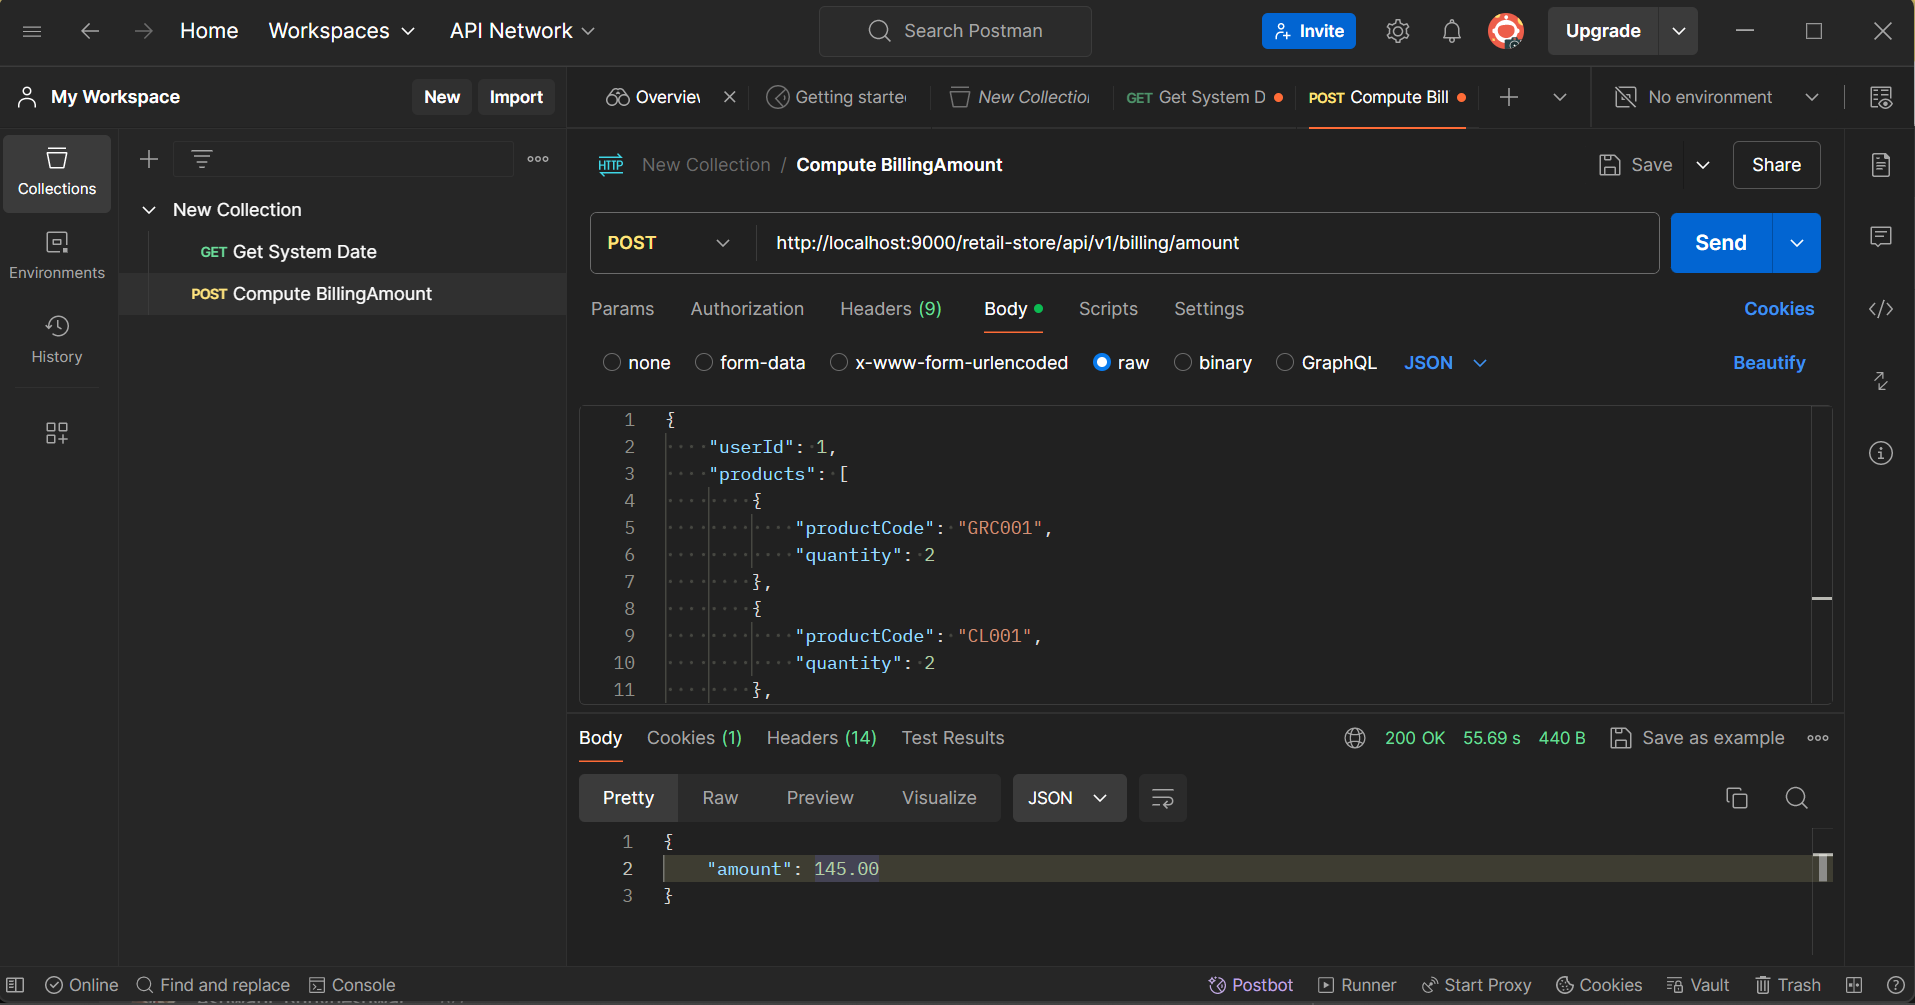 Home Workspaces API Network Search Postman Invite Upgrade
My Workspace New Import Overview Getting starte New Collectio GET Get System D POST Compute Bill No environment
Collections
New Collection
GET Get System Date
POST Compute BillingAmount
Environments
History
HTTP New Collection / Compute BillingAmount Save Share
POST http://localhost:9000/retail-store/api/v1/billing/amount Send
Params Authorization Headers (9) Body Scripts Settings Cookies
none form-data x-www-form-urlencoded raw binary GraphQL JSON Beautify
1 {
2 "userId": 1,
3 "products": [
4 {
5 "productCode": "GRC001",
6 "quantity": 2
7 },
8 {
9 "productCode": "CL001",
10 "quantity": 2
11 },
Body Cookies (1) Headers (14) Test Results 200 OK 55.69 s 440 B Save as example
Pretty Raw Preview Visualize JSON
1 {
2 "amount": 145.00
3 }
Online Find and replace Console Postbot Runner Start Proxy Cookies Vault Trash